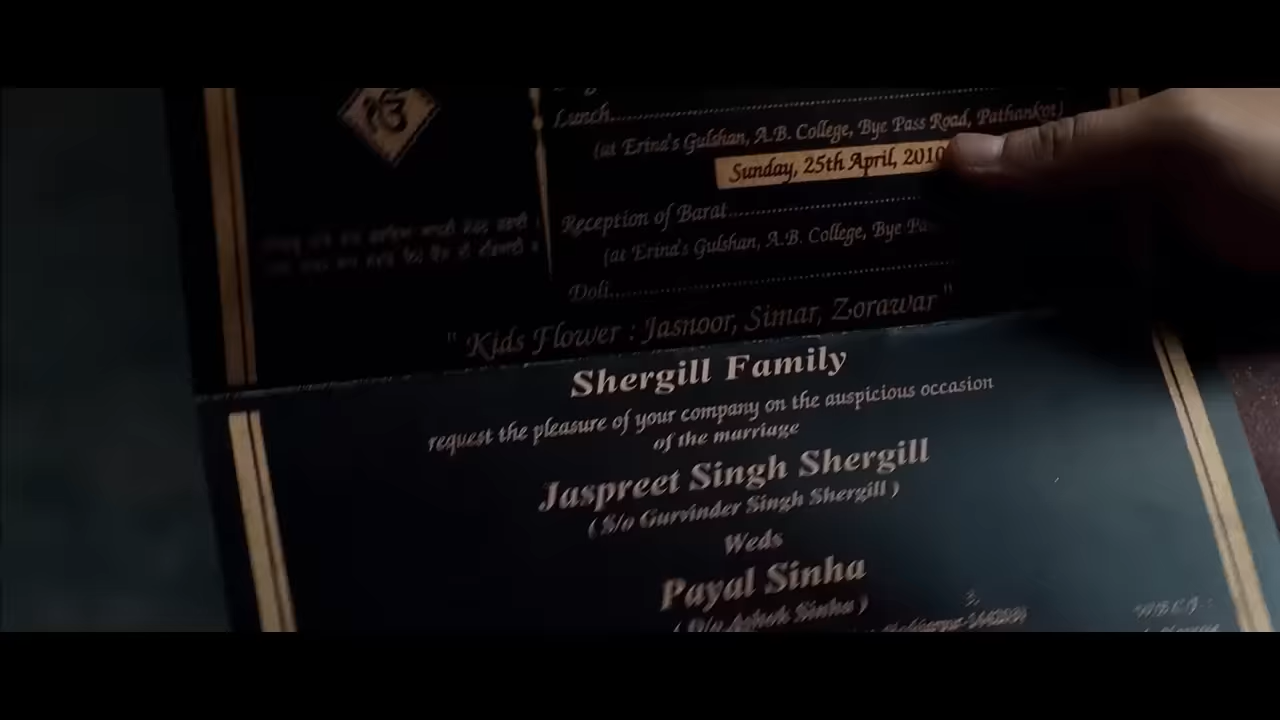 ੴ
Lunch
(at Erina's Gulshan, A.B. College, Bye Pass Road, Pathankot)
Sunday, 25th April, 2010
Reception of Barat
(at Erina's Gulshan, A.B. College, Bye
Doli
" Kids Flower : Jasnoor, Simar, Zorawar "
Shergill Family
request the pleasure of your company on the auspicious occasion
of the marriage
Jaspreet Singh Shergill
( S/o Gurvinder Singh Shergill )
Weds
Payal Sinha
( D/o Ashok Sinha )